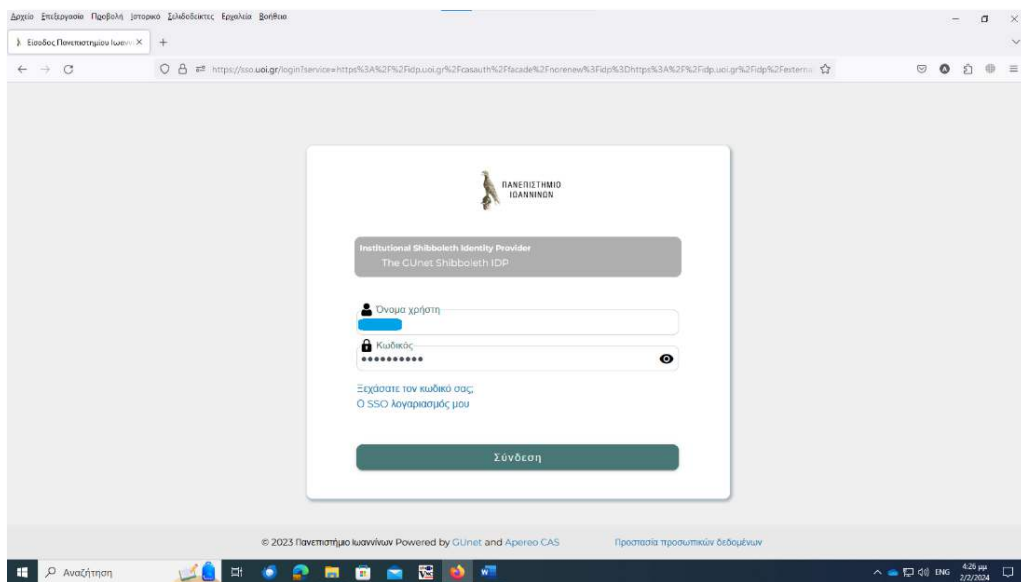 Αρχείο Επεξεργασία Προβολή Ιστορικό Σελιδοδείκτες Εργαλεία Βοήθεια
Είσοδος Πανεπιστημίου Ιωανν
https://sso.uoi.gr/login?service=https%3A%2F%2Fidp.uoi.gr%2Fcasauth%2Ffacade%2Fnorenew%3Fidp%3Dhttps%3A%2F%2Fidp.uoi.gr%2Fidp%2Fexterna
ΠΑΝΕΠΙΣΤΗΜΙΟ
ΙΩΑΝΝΙΝΩΝ
Institutional Shibboleth Identity Provider
The GUnet Shibboleth IDP
Όνομα χρήστη
Κωδικός
Ξεχάσατε τον κωδικό σας;
Ο SSO λογαριασμός μου
Σύνδεση
© 2023 Πανεπιστήμιο Ιωαννίνων Powered by GUnet and Apereo CAS Προστασία προσωπικών δεδομένων
Αναζήτηση
ENG
4:26 μμ
2/2/2024